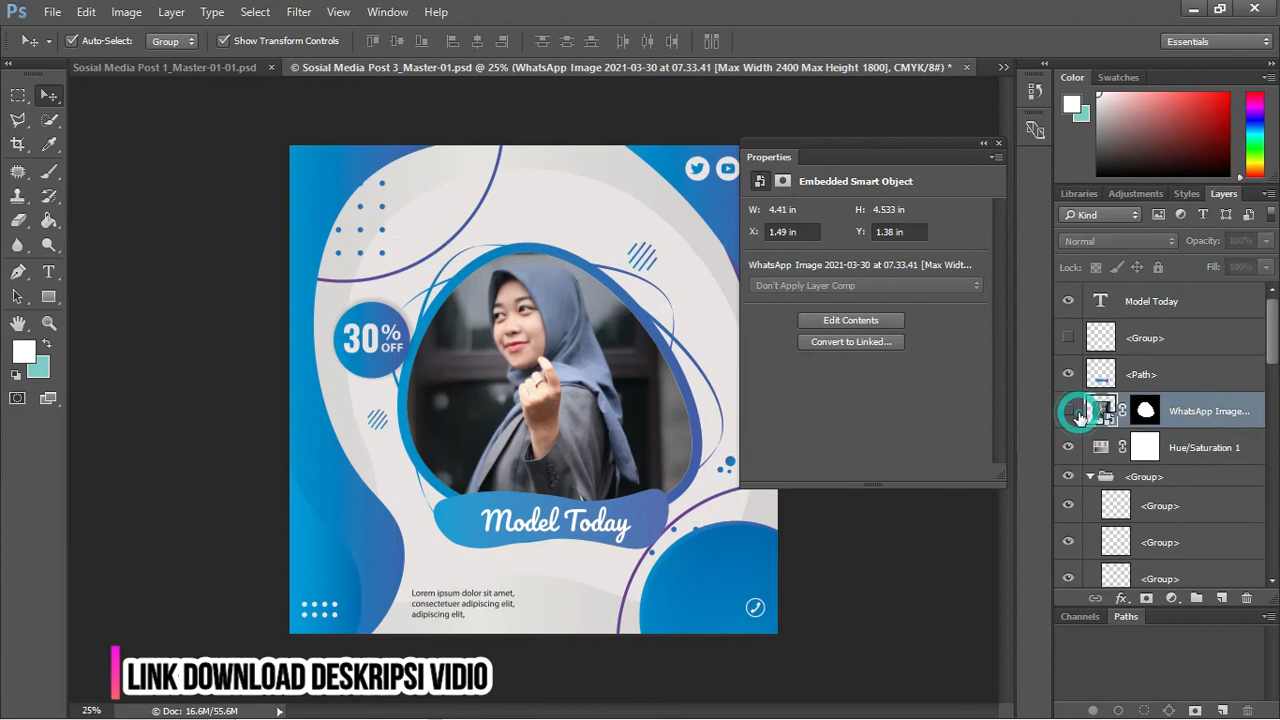 Ps File Edit Image Layer Type Select Filter View Window Help
Auto-Select: Group Show Transform Controls Essentials
Sosial Media Post 1_Master-01-01.psd × © Sosial Media Post 3_Master-01.psd @ 25% (WhatsApp Image 2021-03-30 at 07.33.41 [Max Width 2400 Max Height 1800], CMYK/8#) * ×
Color Swatches
Properties
Embedded Smart Object
W: 4.41 in H: 4.533 in
X: 1.49 in Y: 1.38 in
WhatsApp Image 2021-03-30 at 07.33.41 [Max Widt...
Don't Apply Layer Comp
Edit Contents
Convert to Linked...
Libraries Adjustments Styles Layers
Kind
Normal Opacity: 100%
Lock: Fill: 100%
Model Today
<Group>
<Path>
WhatsApp Image...
Hue/Saturation 1
<Group>
<Group>
<Group>
<Group>
Channels Paths
30%
OFF
Model Today
Lorem ipsum dolor sit amet,
consectetuer adipiscing elit,
adipiscing elit,
LINK DOWNLOAD DESKRIPSI VIDIO
25% © Doc: 16.6M/55.6M